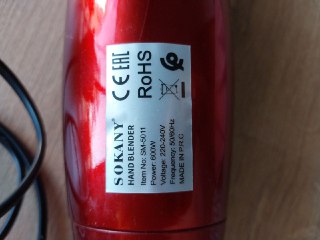 CE EAC
RoHS
SOKANY
HAND BLENDER
Item No: SM-5011
Power: 600W
Voltage: 220-240V
Frequency: 50/60Hz
MADE IN P.R.C